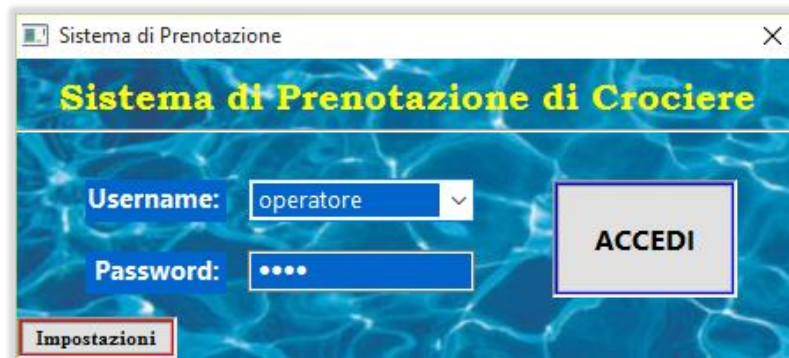 Sistema di Prenotazione
Sistema di Prenotazione di Crociere
Username:
operatore
ACCEDI
Password:
••••
Impostazioni